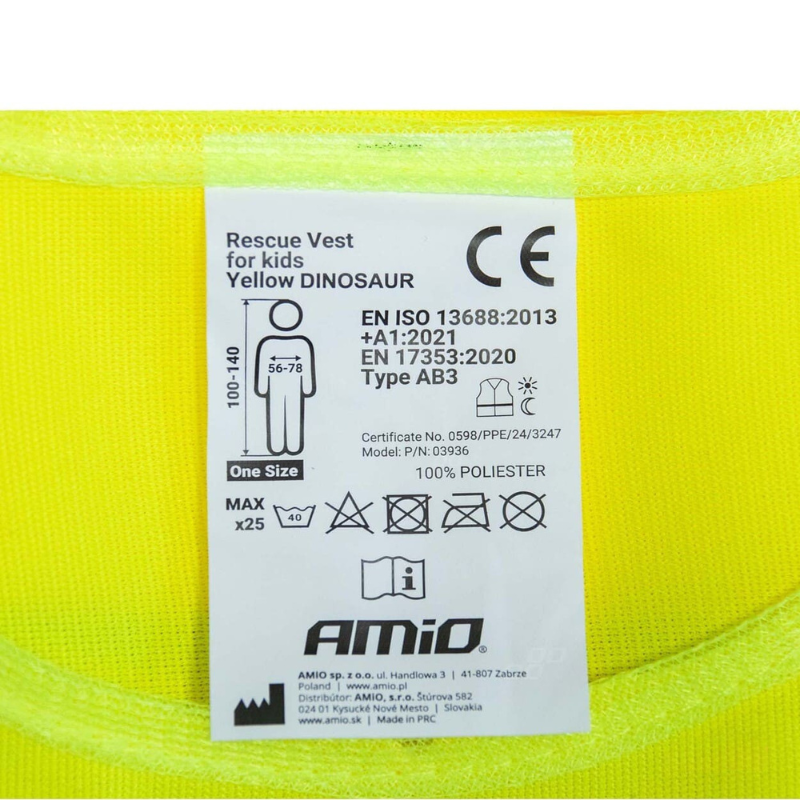 Rescue Vest
for kids
Yellow DINOSAUR
CE
EN ISO 13688:2013
+A1:2021
EN 17353:2020
Type AB3
100-140
56-78
One Size
Certificate No. 0598/PPE/24/3247
Model: P/N: 03936
100% POLIESTER
MAX
x25
40
i
AMiO®
AMIO sp. z o.o. ul. Handlowa 3 | 41-807 Zabrze
Poland | www.amio.pl
Distribútor: AMIO, s.r.o. Štúrova 582
024 01 Kysucké Nové Mesto | Slovakia
www.amio.sk | Made in PRC